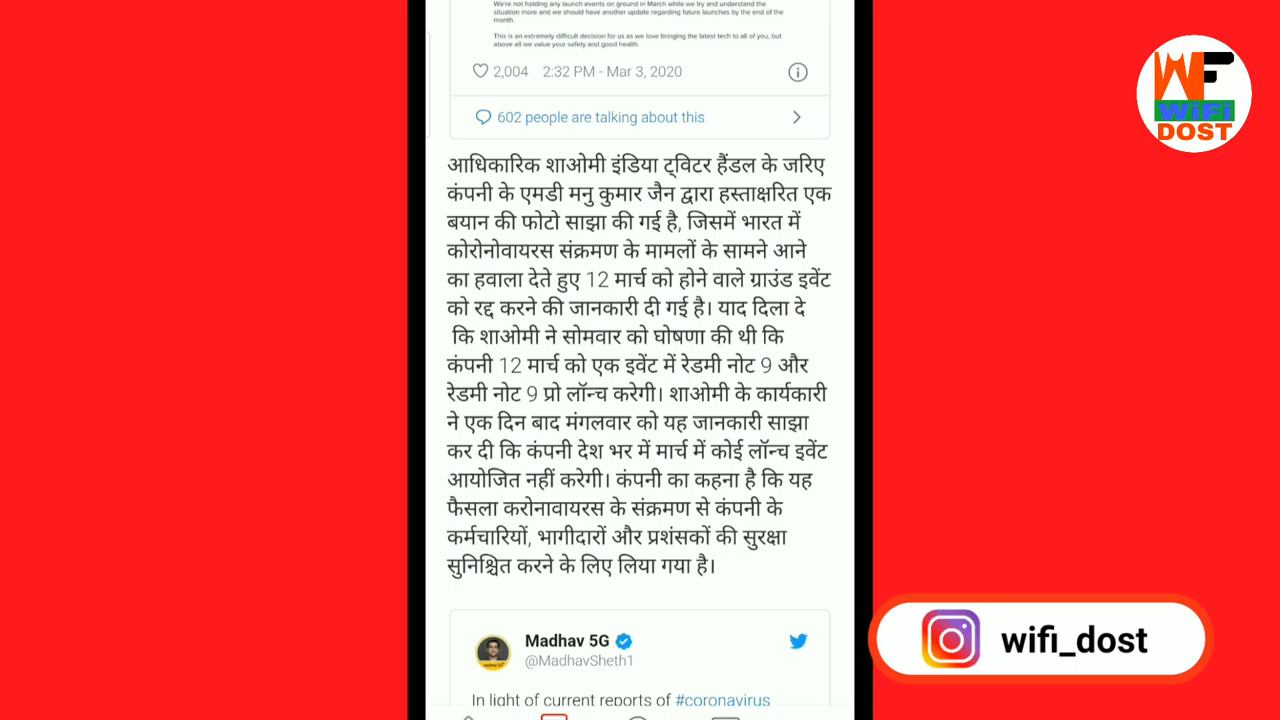 We're not holding any launch events on ground in March while we try and understand the
situation more and we should have another update regarding future launches by the end of the
month.
This is an extremely difficult decision for us as we love bringing the latest tech to all of you, but
above all we value your safety and good health.
2,004 2:32 PM - Mar 3, 2020
602 people are talking about this
आधिकारिक शाओमी इंडिया ट्विटर हैंडल के जरिए
कंपनी के एमडी मनु कुमार जैन द्वारा हस्ताक्षरित एक
बयान की फोटो साझा की गई है, जिसमें भारत में
कोरोनोवायरस संक्रमण के मामलों के सामने आने
का हवाला देते हुए 12 मार्च को होने वाले ग्राउंड इवेंट
को रद्द करने की जानकारी दी गई है। याद दिला दे
कि शाओमी ने सोमवार को घोषणा की थी कि
कंपनी 12 मार्च को एक इवेंट में रेडमी नोट 9 और
रेडमी नोट 9 प्रो लॉन्च करेगी। शाओमी के कार्यकारी
ने एक दिन बाद मंगलवार को यह जानकारी साझा
कर दी कि कंपनी देश भर में मार्च में कोई लॉन्च इवेंट
आयोजित नहीं करेगी। कंपनी का कहना है कि यह
फैसला करोनावायरस के संक्रमण से कंपनी के
कर्मचारियों, भागीदारों और प्रशंसकों की सुरक्षा
सुनिश्चित करने के लिए लिया गया है।
Madhav 5G
@MadhavSheth1
In light of current reports of #coronavirus
WF
WiFi
DOST
wifi_dost